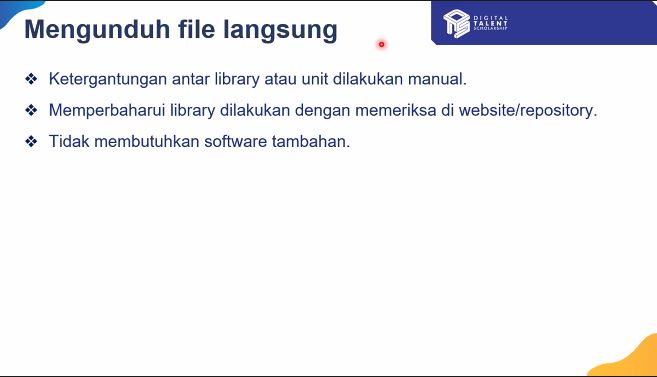 Mengunduh file langsung
DIGITAL
TALENT
SCHOLARSHIP
❖ Ketergantungan antar library atau unit dilakukan manual.
❖ Memperbaharui library dilakukan dengan memeriksa di website/repository.
❖ Tidak membutuhkan software tambahan.